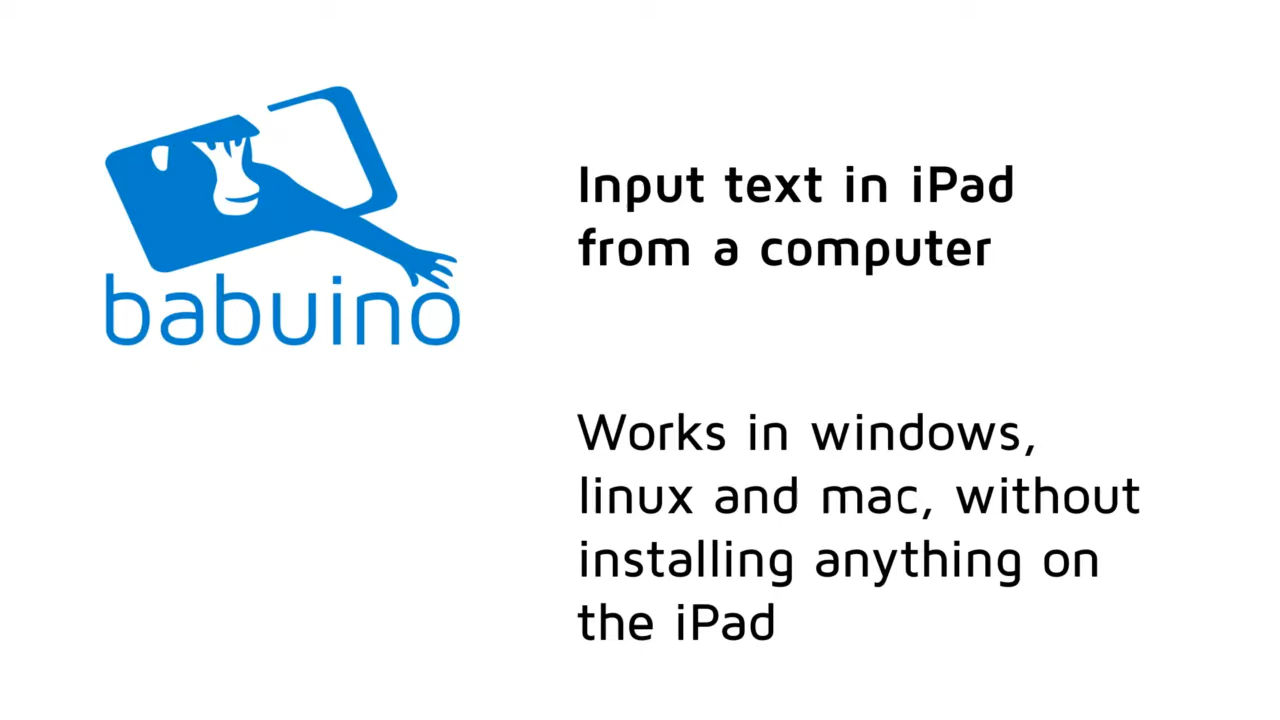 babuino
Input text in iPad
from a computer
Works in windows,
linux and mac, without
installing anything on
the iPad